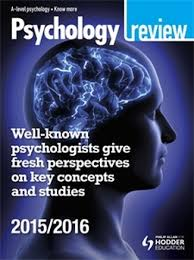 A-level psychology • Know more
Psychology review
Well-known
psychologists give
fresh perspectives
on key concepts
and studies
2015/2016
PHILIP ALLAN FOR
HODDER
EDUCATION